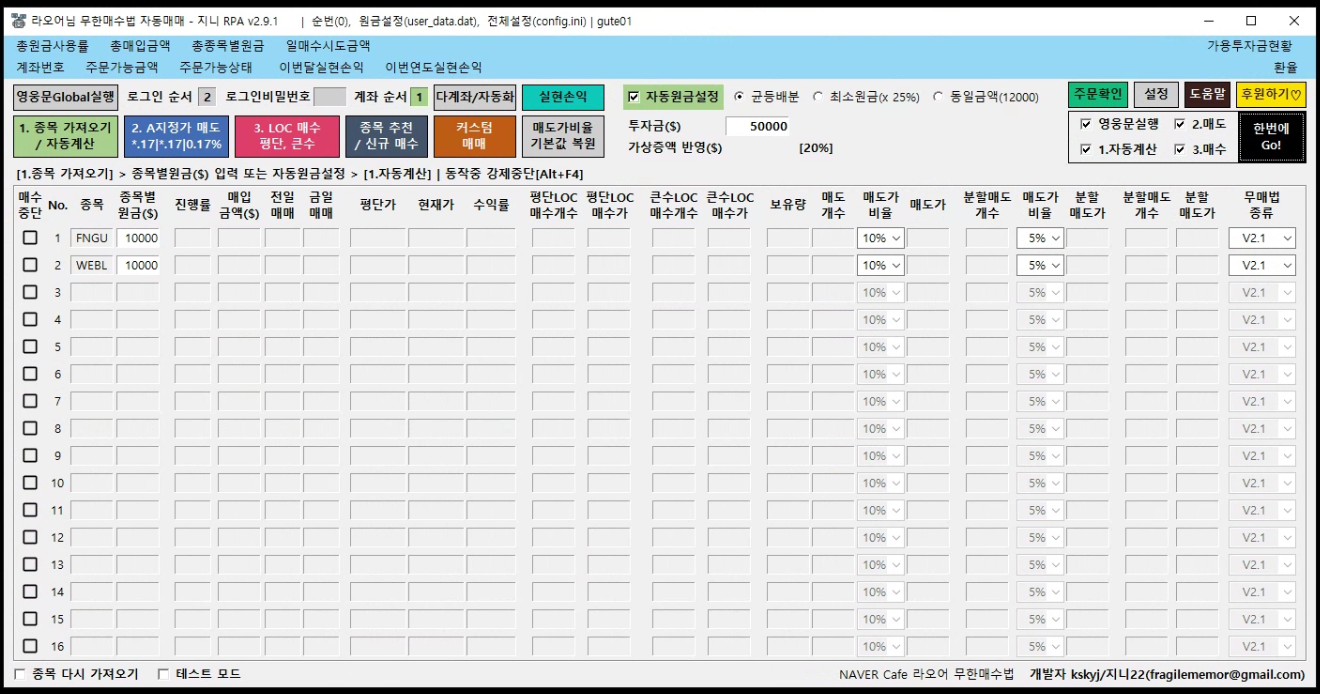 라오어님 무한매수법 자동매매 - 지니 RPA v2.9.1 | 순번(0), 원금설정(user_data.dat), 전체설정(config.ini) | gute01
총원금사용률 총매입금액 총종목별원금 일매수시도금액 가용투자금현황
계좌번호 주문가능금액 주문가능상태 이번달실현손익 이번연도실현손익 환율
영웅문Global실행 로그인 순서 2 로그인비밀번호 계좌 순서 1 다계좌/자동화 실현손익 자동원금설정 균등배분 최소원금(x 25%) 동일금액(12000) 주문확인 설정 도움말 후원하기♡
1. 종목 가져오기 / 자동계산
2. A지정가 매도 *.17|*.17|0.17%
3. LOC 매수 평단, 큰수
종목 추천 / 신규 매수
커스텀 매매
매도가비율 기본값 복원
투자금($) 50000
가상증액 반영($) [20%]
영웅문실행 2.매도
1.자동계산 3.매수
한번에 Go!
[1.종목 가져오기] > 종목별원금($) 입력 또는 자동원금설정 > [1.자동계산] | 동작중 강제중단[Alt+F4]
매수 중단 No. 종목 종목별 원금($) 진행률 매입 금액($) 전일 매매 금일 매매 평단가 현재가 수익률 평단LOC 매수개수 평단LOC 매수가 큰수LOC 매수개수 큰수LOC 매수가 보유량 매도 개수 매도가 비율 매도가 분할매도 개수 매도가 비율 분할 매도가 분할매도 개수 분할 매도가 무매법 종류
1 FNGU 10000 10% 5% V2.1
2 WEBL 10000 10% 5% V2.1
3 10% 5% V2.1
4 10% 5% V2.1
5 10% 5% V2.1
6 10% 5% V2.1
7 10% 5% V2.1
8 10% 5% V2.1
9 10% 5% V2.1
10 10% 5% V2.1
11 10% 5% V2.1
12 10% 5% V2.1
13 10% 5% V2.1
14 10% 5% V2.1
15 10% 5% V2.1
16 10% 5% V2.1
종목 다시 가져오기 테스트 모드 NAVER Cafe 라오어 무한매수법 개발자 kskyj/지니22(fragilememor@gmail.com)